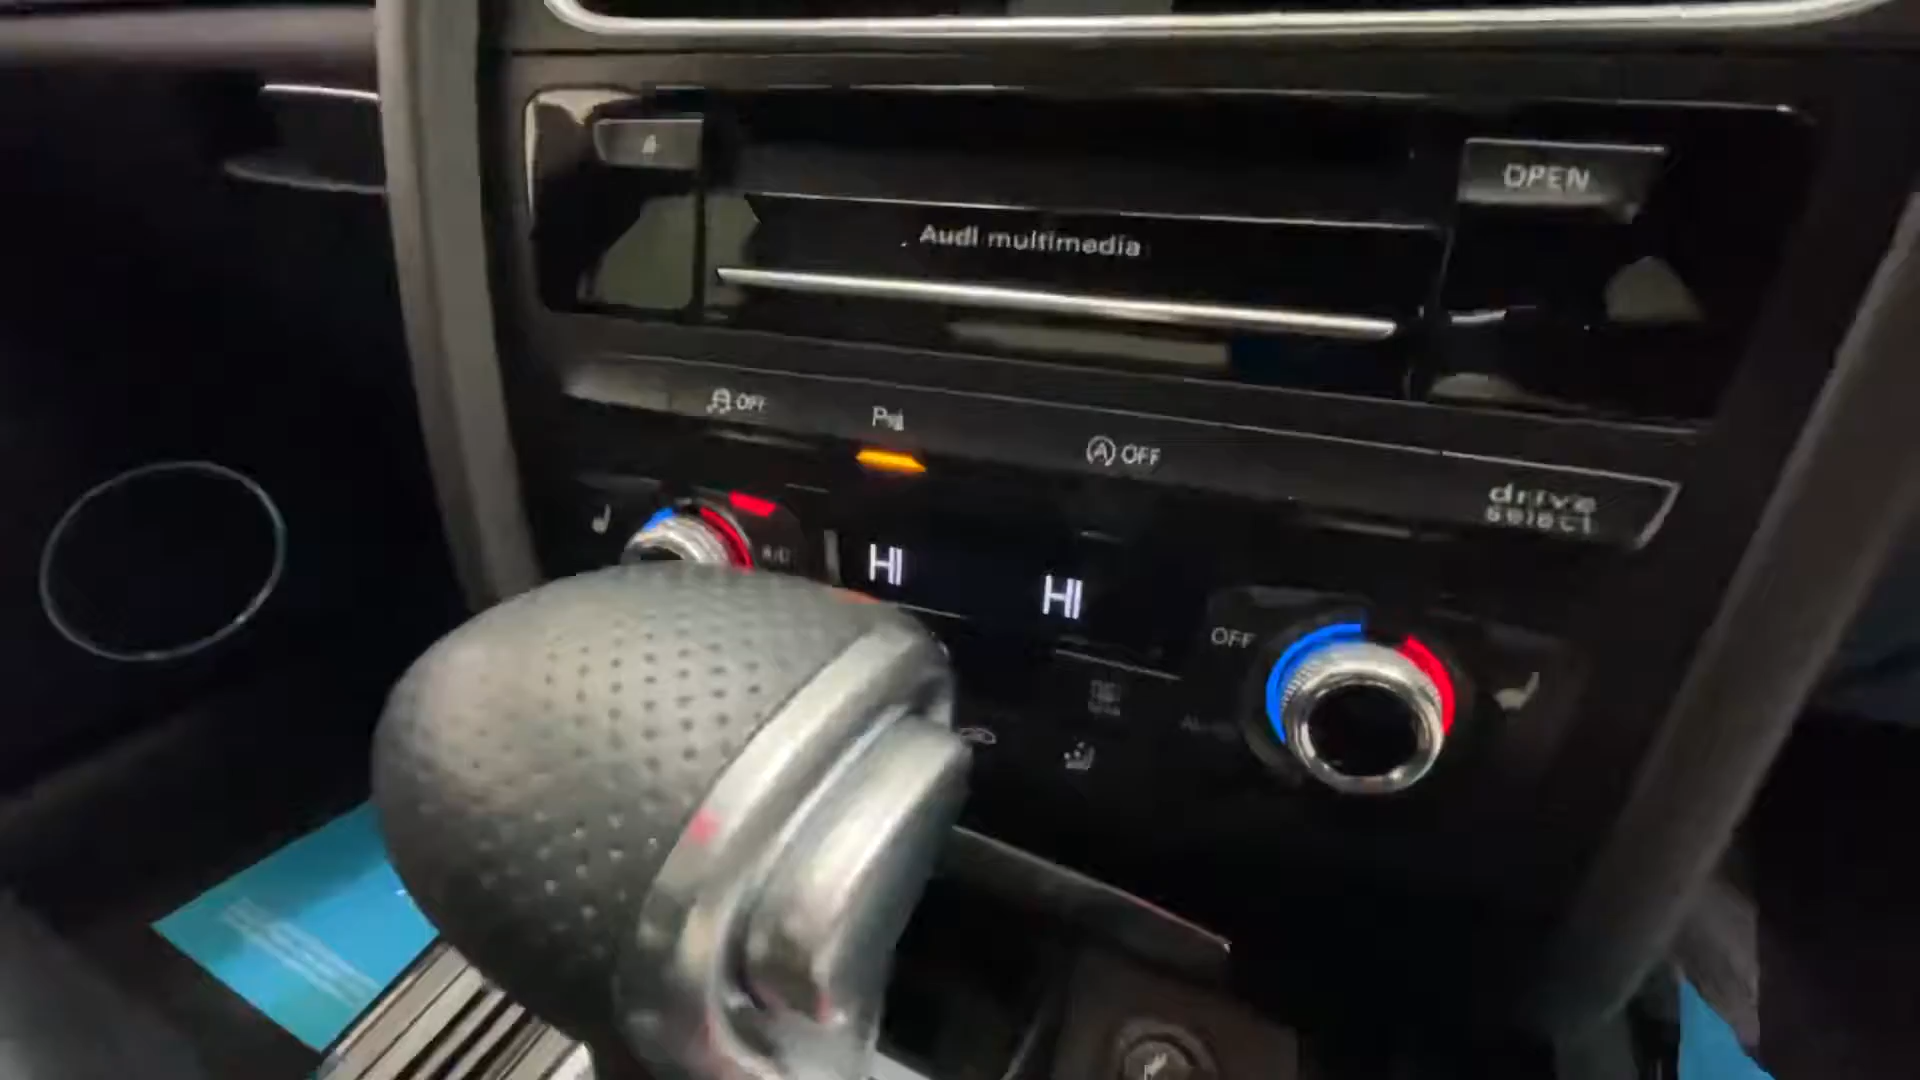 OPEN
Audi multimedia
OFF
OFF
drive
select
A/C
HI
HI
OFF